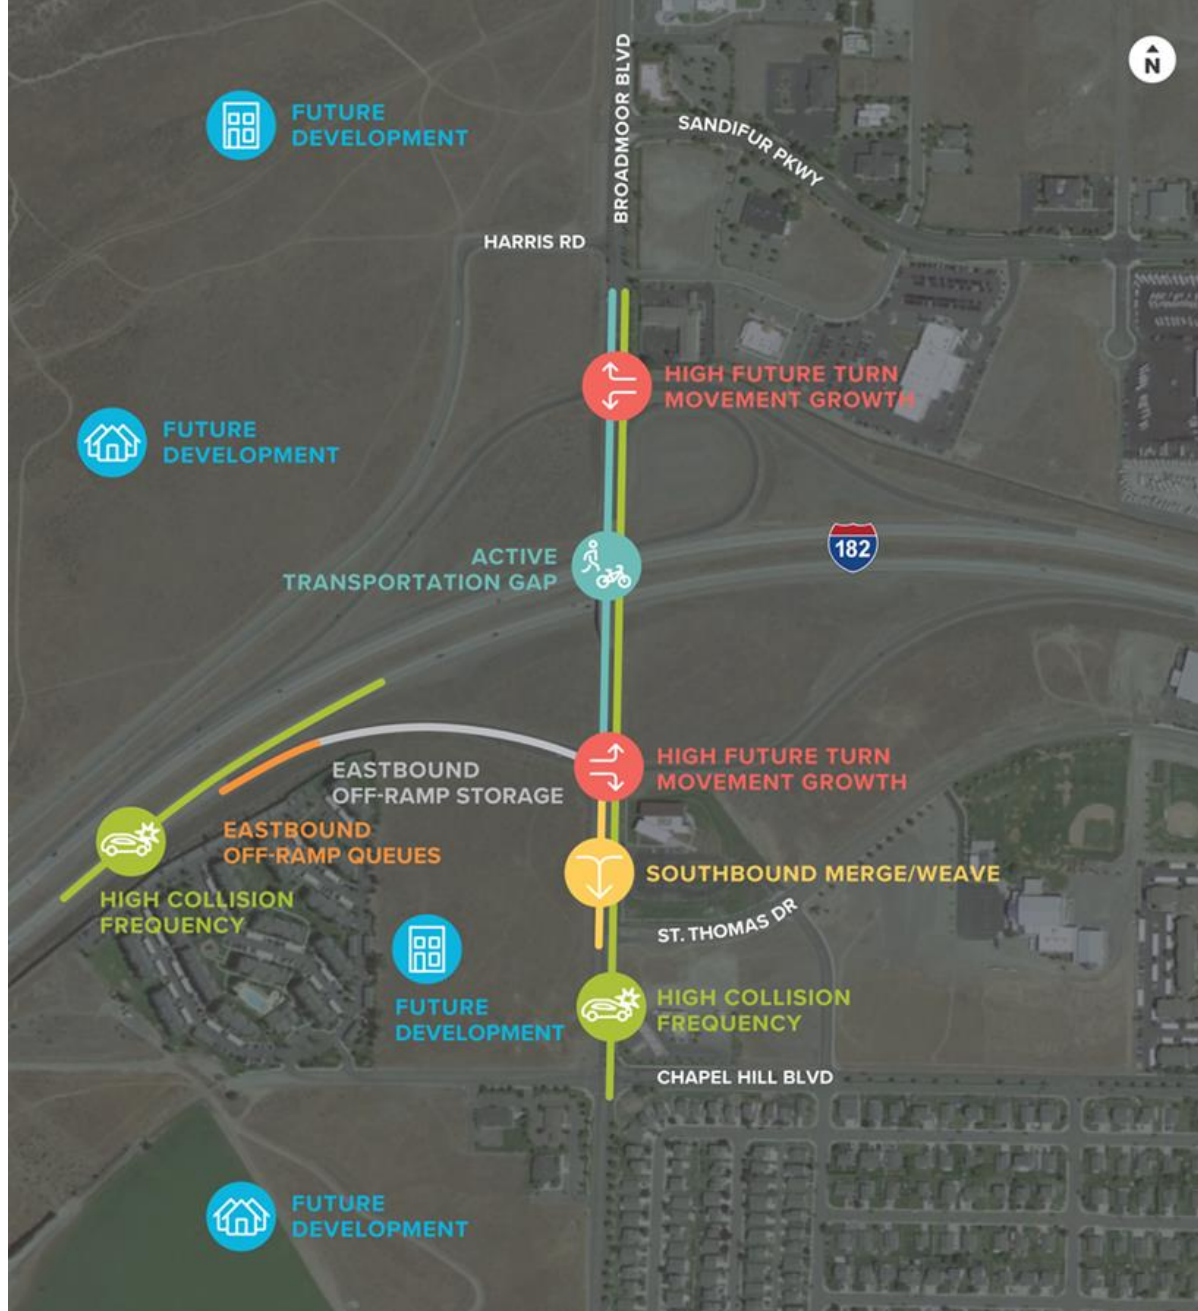 BROADMOOR BLVD
N
FUTURE
DEVELOPMENT
SANDIFUR PKWY
HARRIS RD
HIGH FUTURE TURN
MOVEMENT GROWTH
FUTURE
DEVELOPMENT
182
ACTIVE
TRANSPORTATION GAP
HIGH FUTURE TURN
MOVEMENT GROWTH
EASTBOUND
OFF-RAMP STORAGE
EASTBOUND
OFF-RAMP QUEUES
SOUTHBOUND MERGE/WEAVE
HIGH COLLISION
FREQUENCY
ST. THOMAS DR
FUTURE
DEVELOPMENT
HIGH COLLISION
FREQUENCY
CHAPEL HILL BLVD
FUTURE
DEVELOPMENT